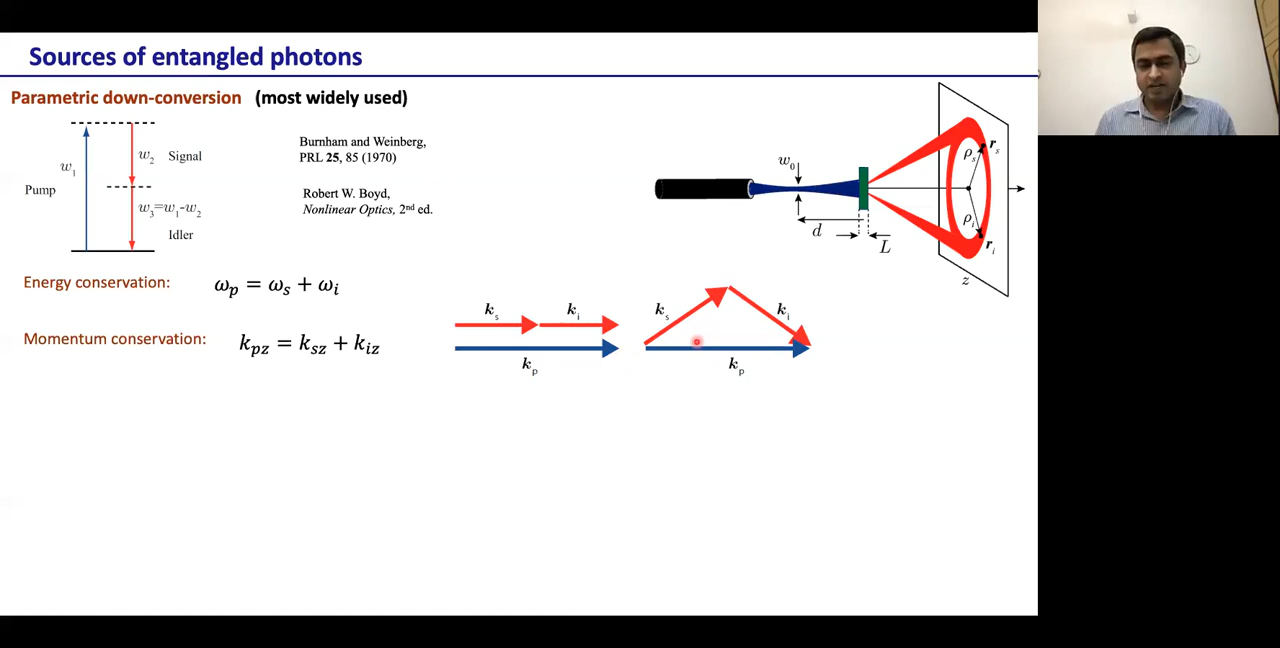 Sources of entangled photons
Parametric down-conversion (most widely used)
w₁
Pump
w₂ Signal
w₃=w₁-w₂
Idler
Burnham and Weinberg,
PRL 25, 85 (1970)
Robert W. Boyd,
Nonlinear Optics, 2nd ed.
w₀
d
L
ρₛ
rₛ
ρᵢ
rᵢ
z
Energy conservation: ωₚ = ωₛ + ωᵢ
Momentum conservation: kₚz = kₛz + kᵢz
kₛ kᵢ
kₚ
kₛ kᵢ
kₚ